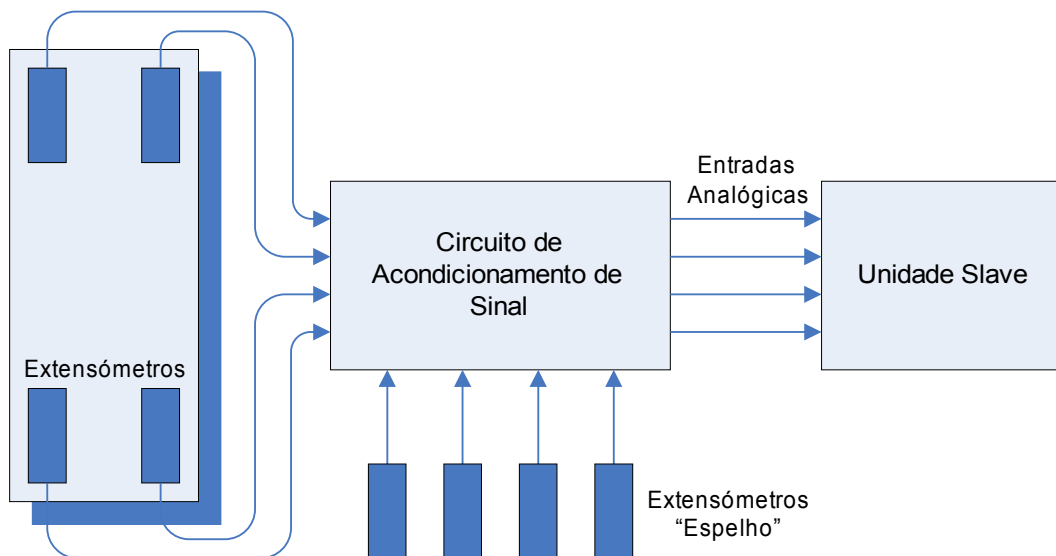 Entradas
Analógicas
Circuito de
Acondicionamento de
Sinal
Unidade Slave
Extensómetros
Extensómetros
“Espelho”